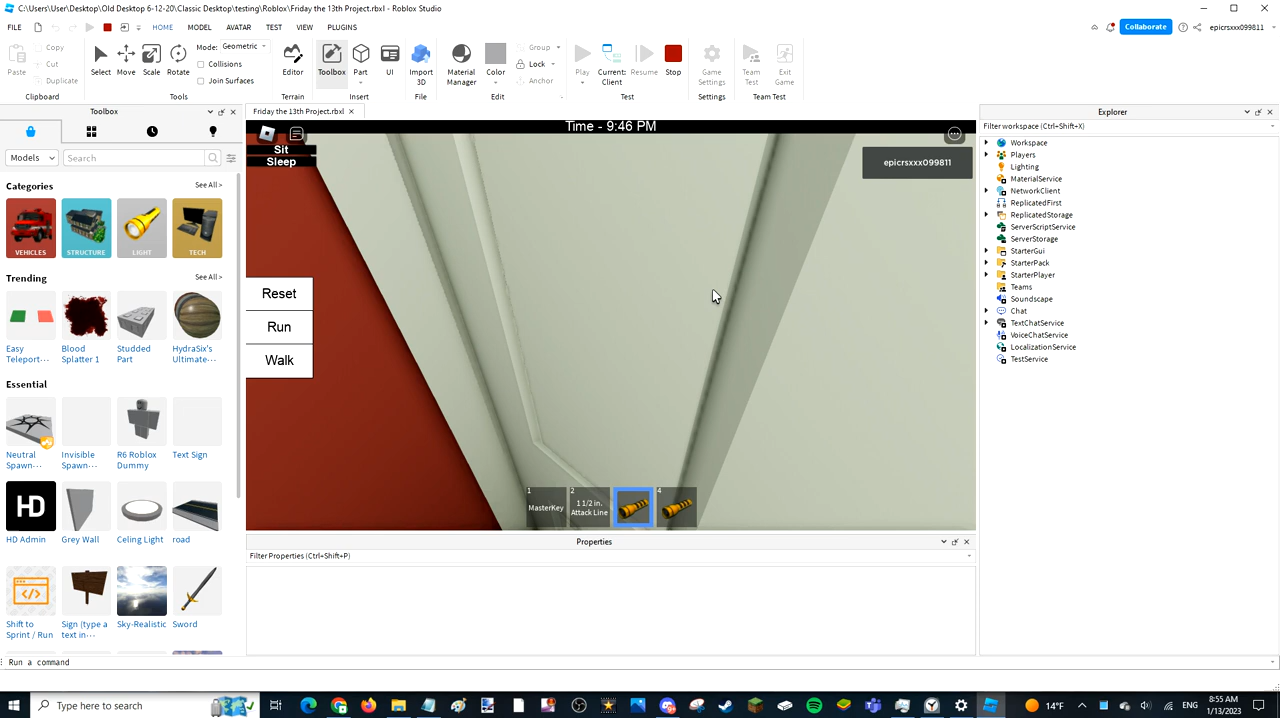 C:\Users\User\Desktop\Old Desktop 6-12-20\Classic Desktop\testing\Roblox\Friday the 13th Project.rbxl - Roblox Studio
FILE HOME MODEL AVATAR TEST VIEW PLUGINS
Collaborate epicrsxxx099811
Paste Copy Cut Duplicate
Select Move Scale Rotate
Mode: Geometric
Collisions
Join Surfaces
Editor Toolbox Part UI Import 3D
Material Manager Color
Group
Lock
Anchor
Play Current: Client Resume Stop
Game Settings Team Test Exit Game
Clipboard Tools Terrain Insert File Edit Test Settings Team Test
Toolbox
Friday the 13th Project.rbxl
Explorer
Models
Search
Categories See All >
VEHICLES STRUCTURE LIGHT TECH
Trending See All >
Easy Teleport...
Blood Splatter 1
Studded Part
HydraSix's Ultimate...
Essential
Neutral Spawn...
Invisible Spawn...
R6 Roblox Dummy
Text Sign
HD
HD Admin
Grey Wall
Celing Light
road
Shift to Sprint / Run
Sign (type a text in...
Sky-Realistic
Sword
Time - 9:46 PM
Sit
Sleep
epicrsxxx099811
Reset
Run
Walk
1 MasterKey
2 1 1/2 in. Attack Line
4
Properties
Filter Properties (Ctrl+Shift+P)
Filter workspace (Ctrl+Shift+X)
Workspace
Players
Lighting
MaterialService
NetworkClient
ReplicatedFirst
ReplicatedStorage
ServerScriptService
ServerStorage
StarterGui
StarterPack
StarterPlayer
Teams
Soundscape
Chat
TextChatService
VoiceChatService
LocalizationService
TestService
Run a command
Type here to search
14°F
ENG
8:55 AM
1/13/2023